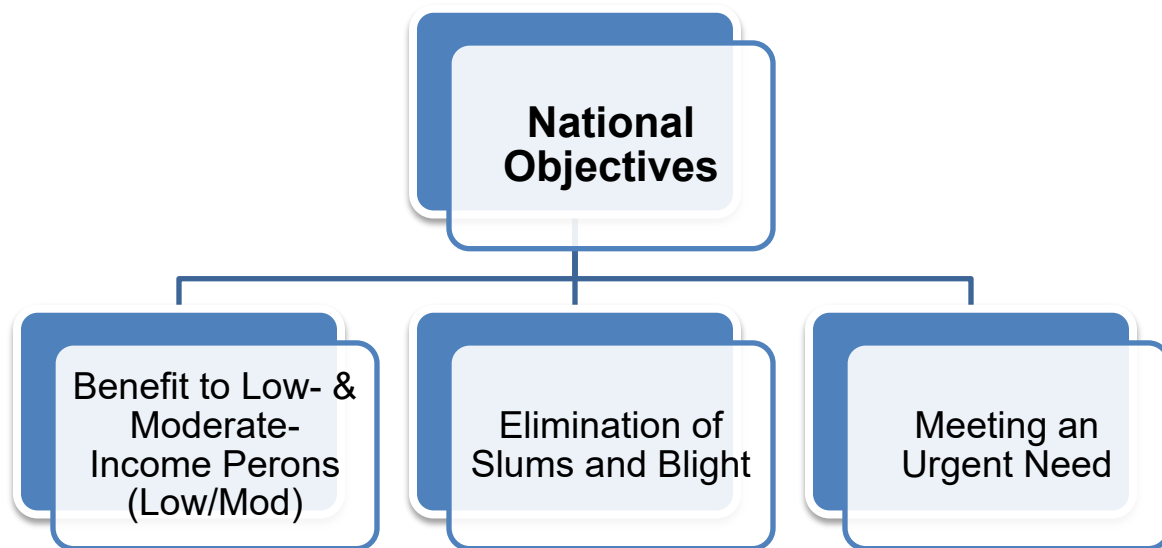 National
Objectives
Benefit to Low- &
Moderate-
Income Perons
(Low/Mod)
Elimination of
Slums and Blight
Meeting an
Urgent Need